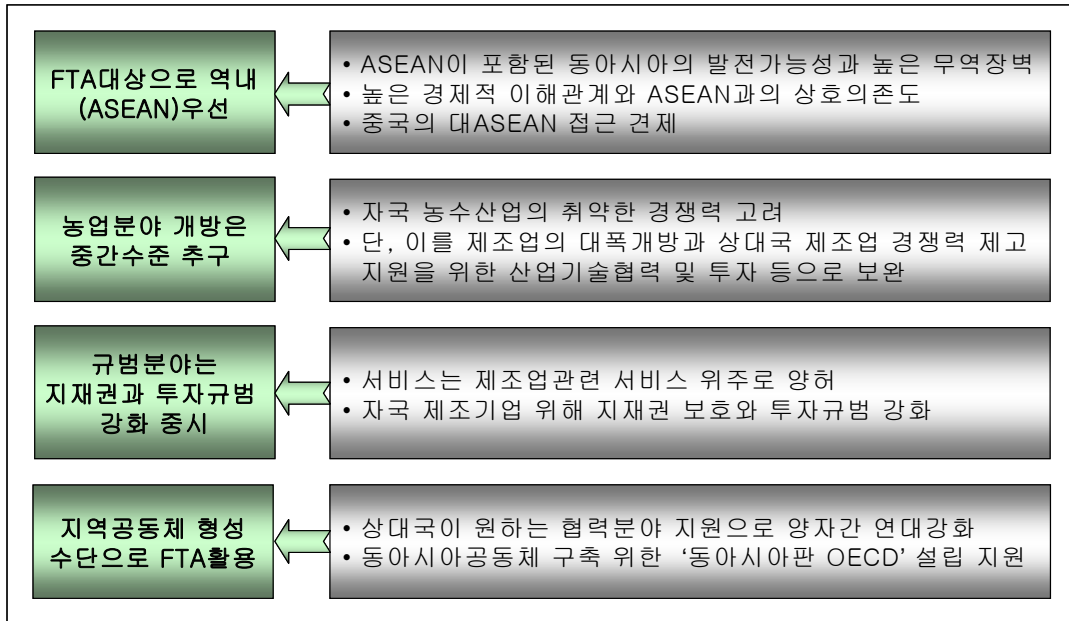 FTA대상으로 역내
(ASEAN)우선
• ASEAN이 포함된 동아시아의 발전가능성과 높은 무역장벽
• 높은 경제적 이해관계와 ASEAN과의 상호의존도
• 중국의 대ASEAN 접근 견제
농업분야 개방은
중간수준 추구
• 자국 농수산업의 취약한 경쟁력 고려
• 단, 이를 제조업의 대폭개방과 상대국 제조업 경쟁력 제고
지원을 위한 산업기술협력 및 투자 등으로 보완
규범분야는
지재권과 투자규범
강화 중시
• 서비스는 제조업관련 서비스 위주로 양허
• 자국 제조기업 위해 지재권 보호와 투자규범 강화
지역공동체 형성
수단으로 FTA활용
• 상대국이 원하는 협력분야 지원으로 양자간 연대강화
• 동아시아공동체 구축 위한 ‘동아시아판 OECD’ 설립 지원